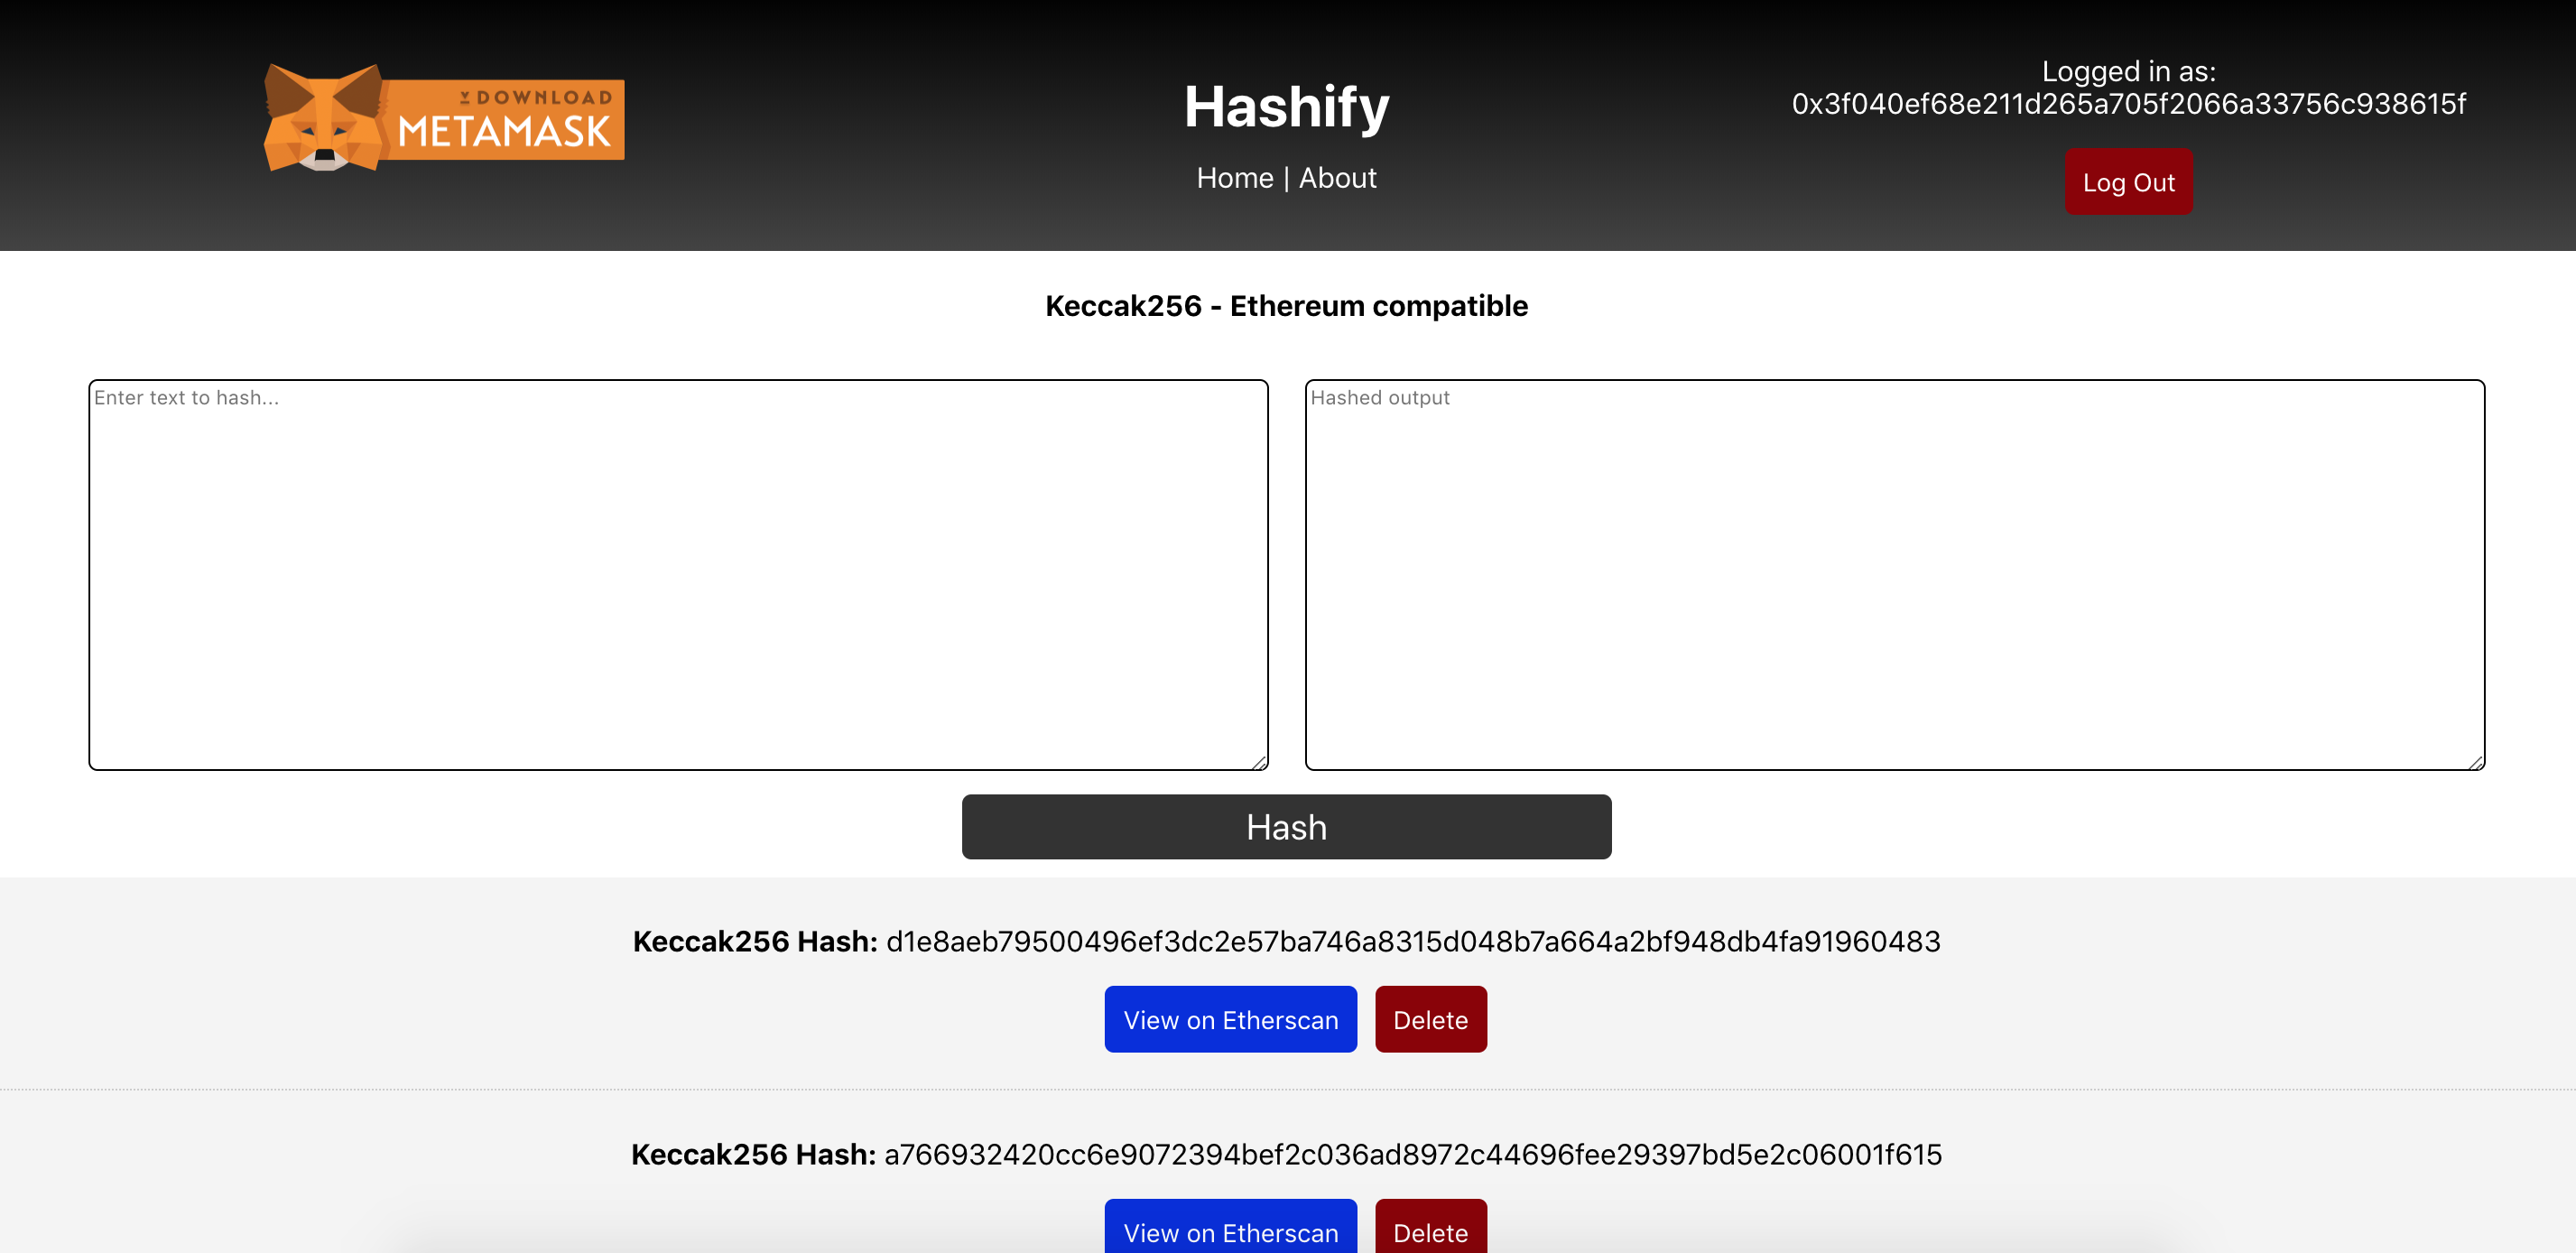 DOWNLOAD
METAMASK
Hashify
Home | About
Logged in as:
0x3f040ef68e211d265a705f2066a33756c938615f
Log Out
Keccak256 - Ethereum compatible
Enter text to hash...
Hashed output
Hash
Keccak256 Hash: d1e8aeb79500496ef3dc2e57ba746a8315d048b7a664a2bf948db4fa91960483
View on Etherscan
Delete
Keccak256 Hash: a766932420cc6e9072394bef2c036ad8972c44696fee29397bd5e2c06001f615
View on Etherscan
Delete